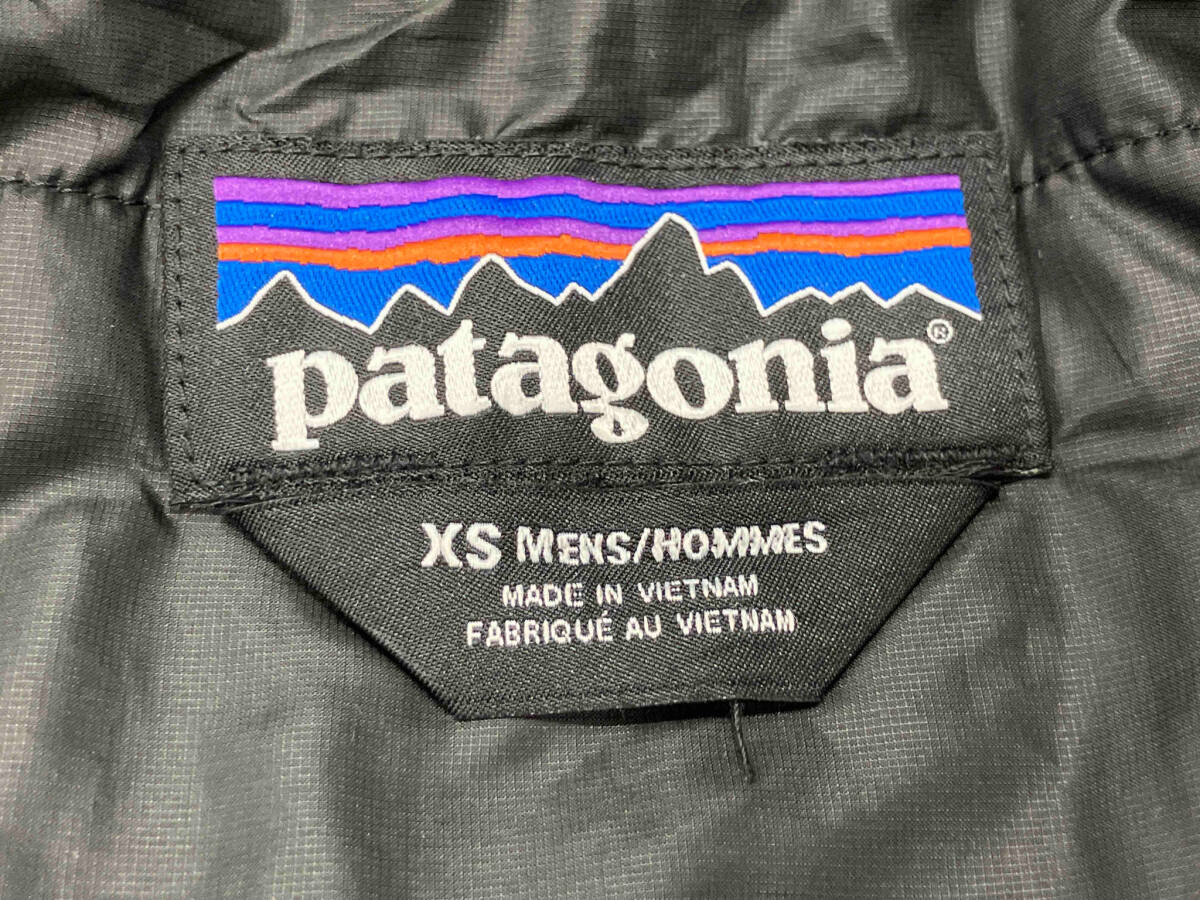 patagonia®
XS MENS/HOMMES
MADE IN VIETNAM
FABRIQUÉ AU VIETNAM